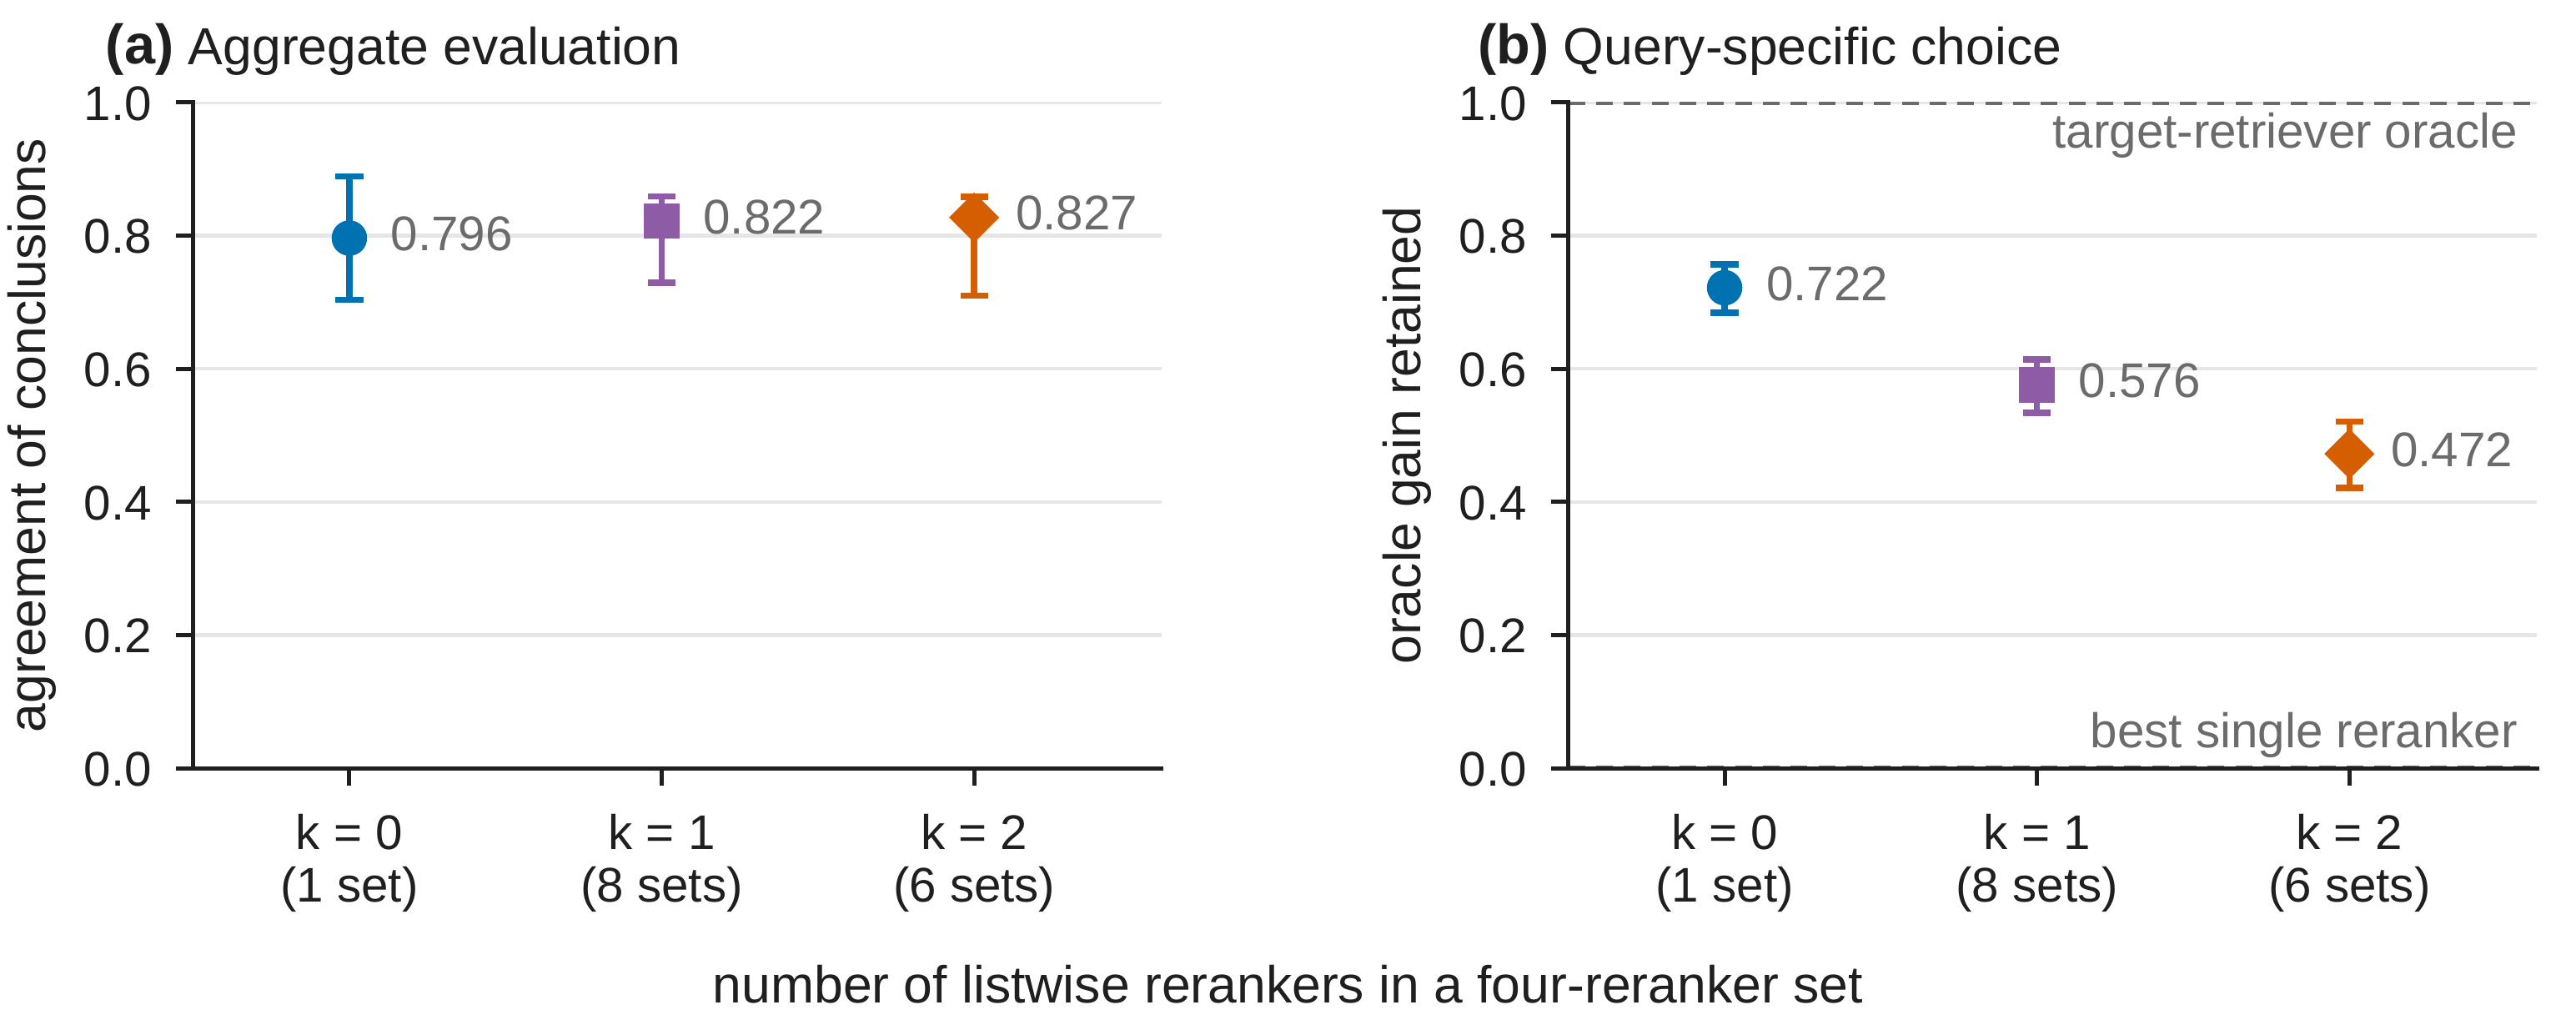 (a) Aggregate evaluation
agreement of conclusions
1.0
0.8
0.6
0.4
0.2
0.0
0.796
0.822
0.827
k = 0
(1 set)
k = 1
(8 sets)
k = 2
(6 sets)
(b) Query-specific choice
oracle gain retained
1.0
0.8
0.6
0.4
0.2
0.0
target-retriever oracle
0.722
0.576
0.472
best single reranker
k = 0
(1 set)
k = 1
(8 sets)
k = 2
(6 sets)
number of listwise rerankers in a four-reranker set